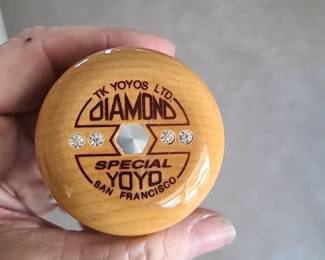 TK YOYOS LTD.
DIAMOND
SPECIAL
YOYO
SAN FRANCISCO